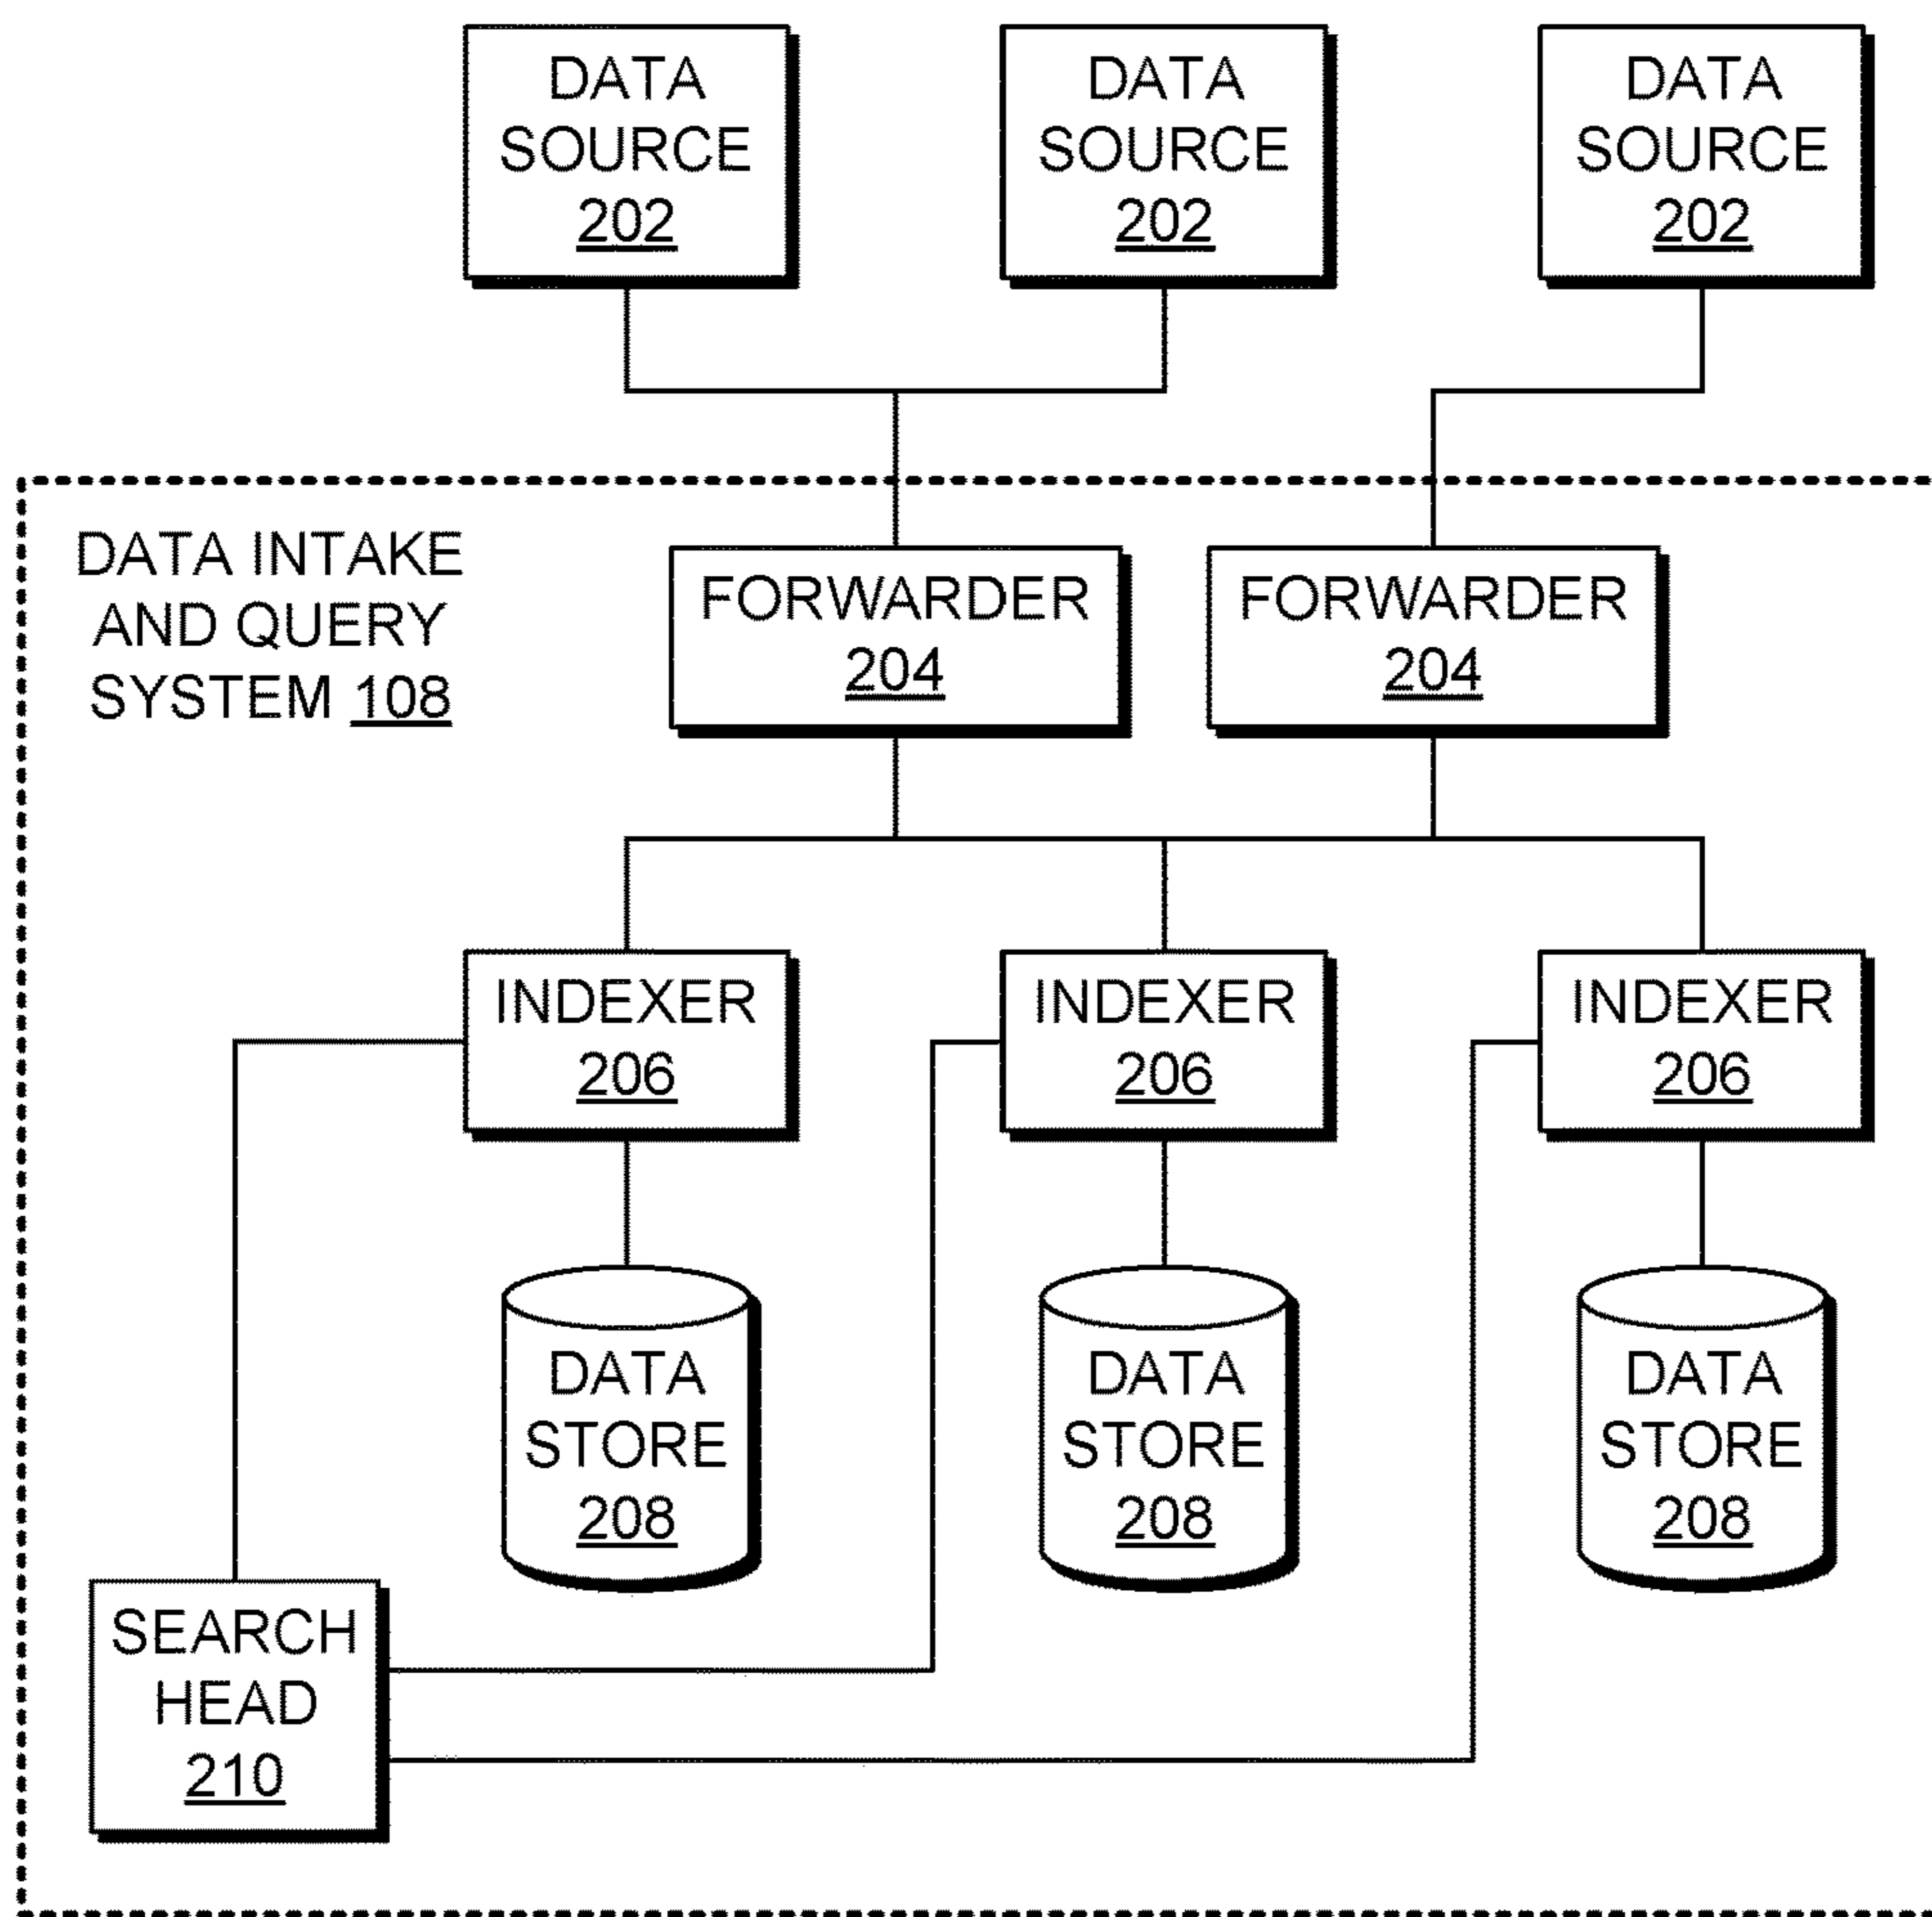 DATA
SOURCE
202
DATA
SOURCE
202
DATA
SOURCE
202
DATA INTAKE
AND QUERY
SYSTEM 108
FORWARDER
204
FORWARDER
204
INDEXER
206
INDEXER
206
INDEXER
206
DATA
STORE
208
DATA
STORE
208
DATA
STORE
208
SEARCH
HEAD
210